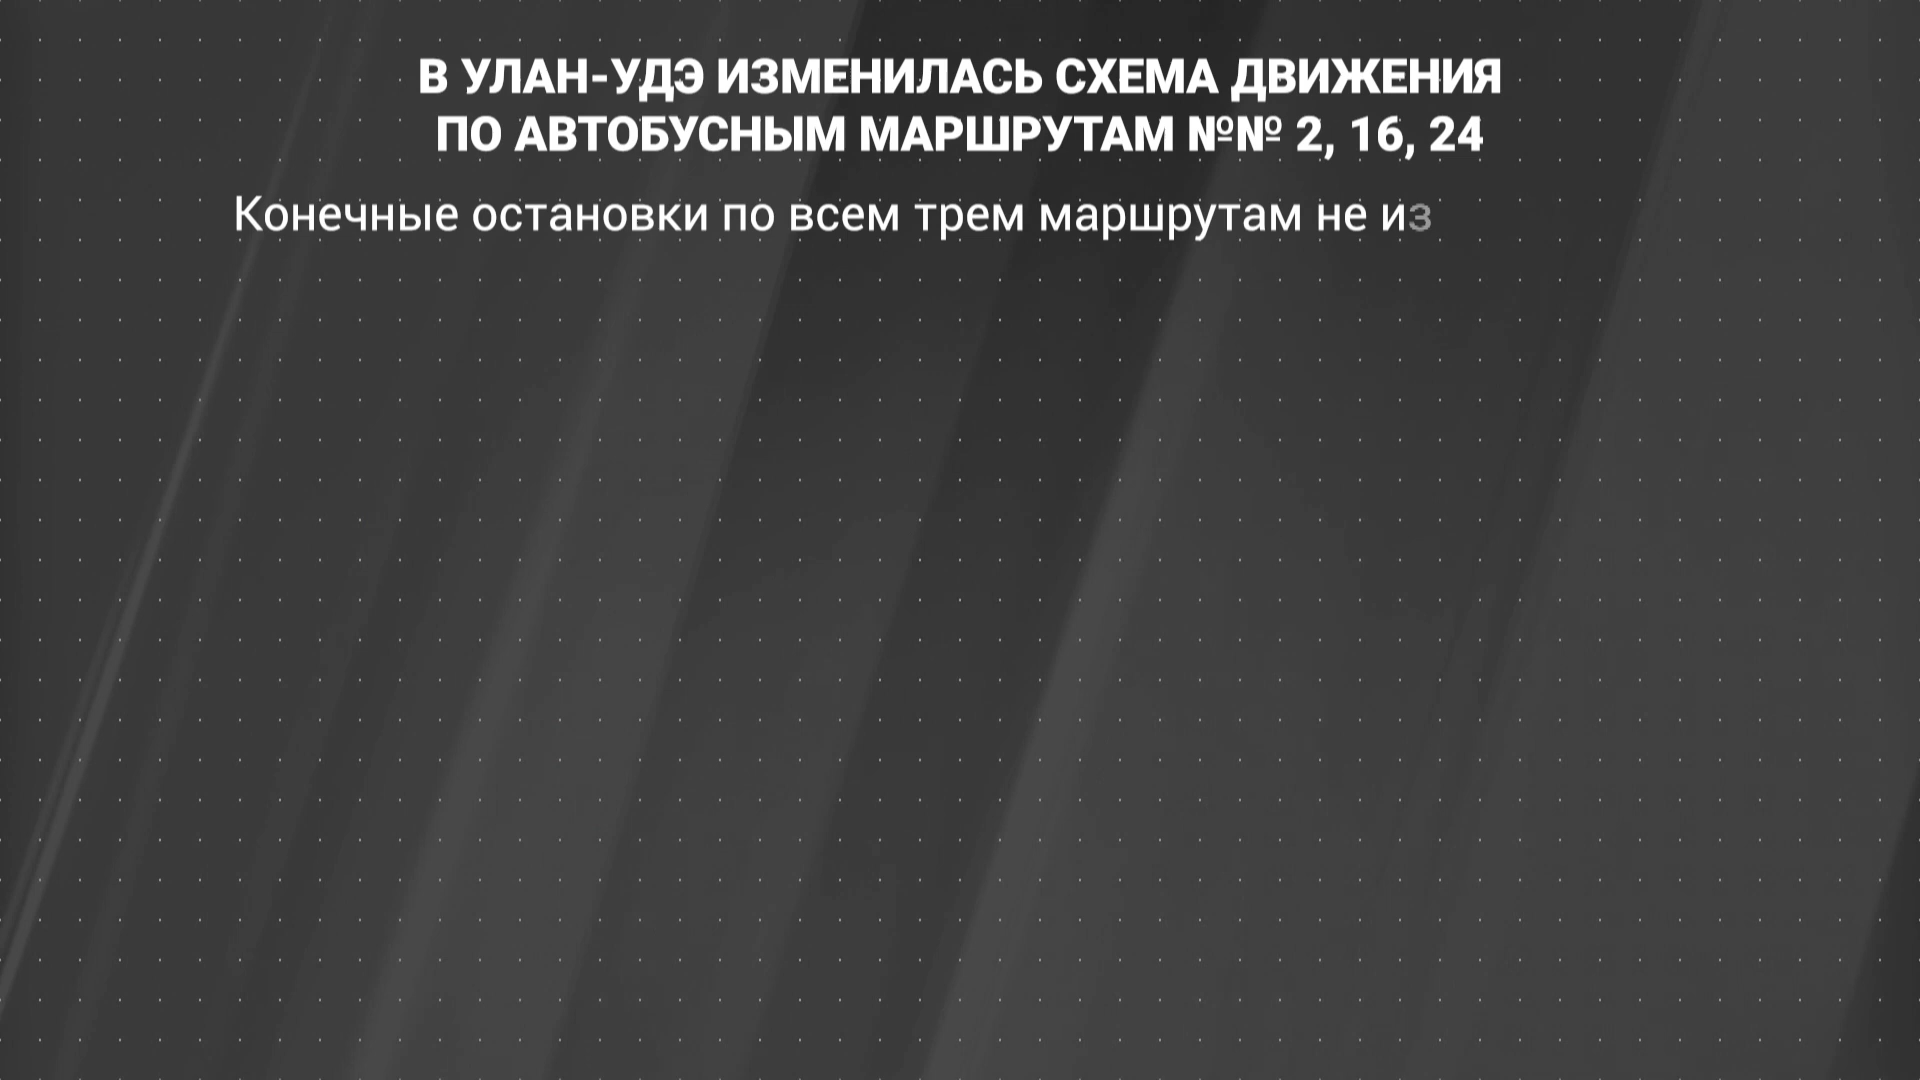 В УЛАН-УДЭ ИЗМЕНИЛАСЬ СХЕМА ДВИЖЕНИЯ
ПО АВТОБУСНЫМ МАРШРУТАМ №№ 2, 16, 24
Конечные остановки по всем трем маршрутам не из